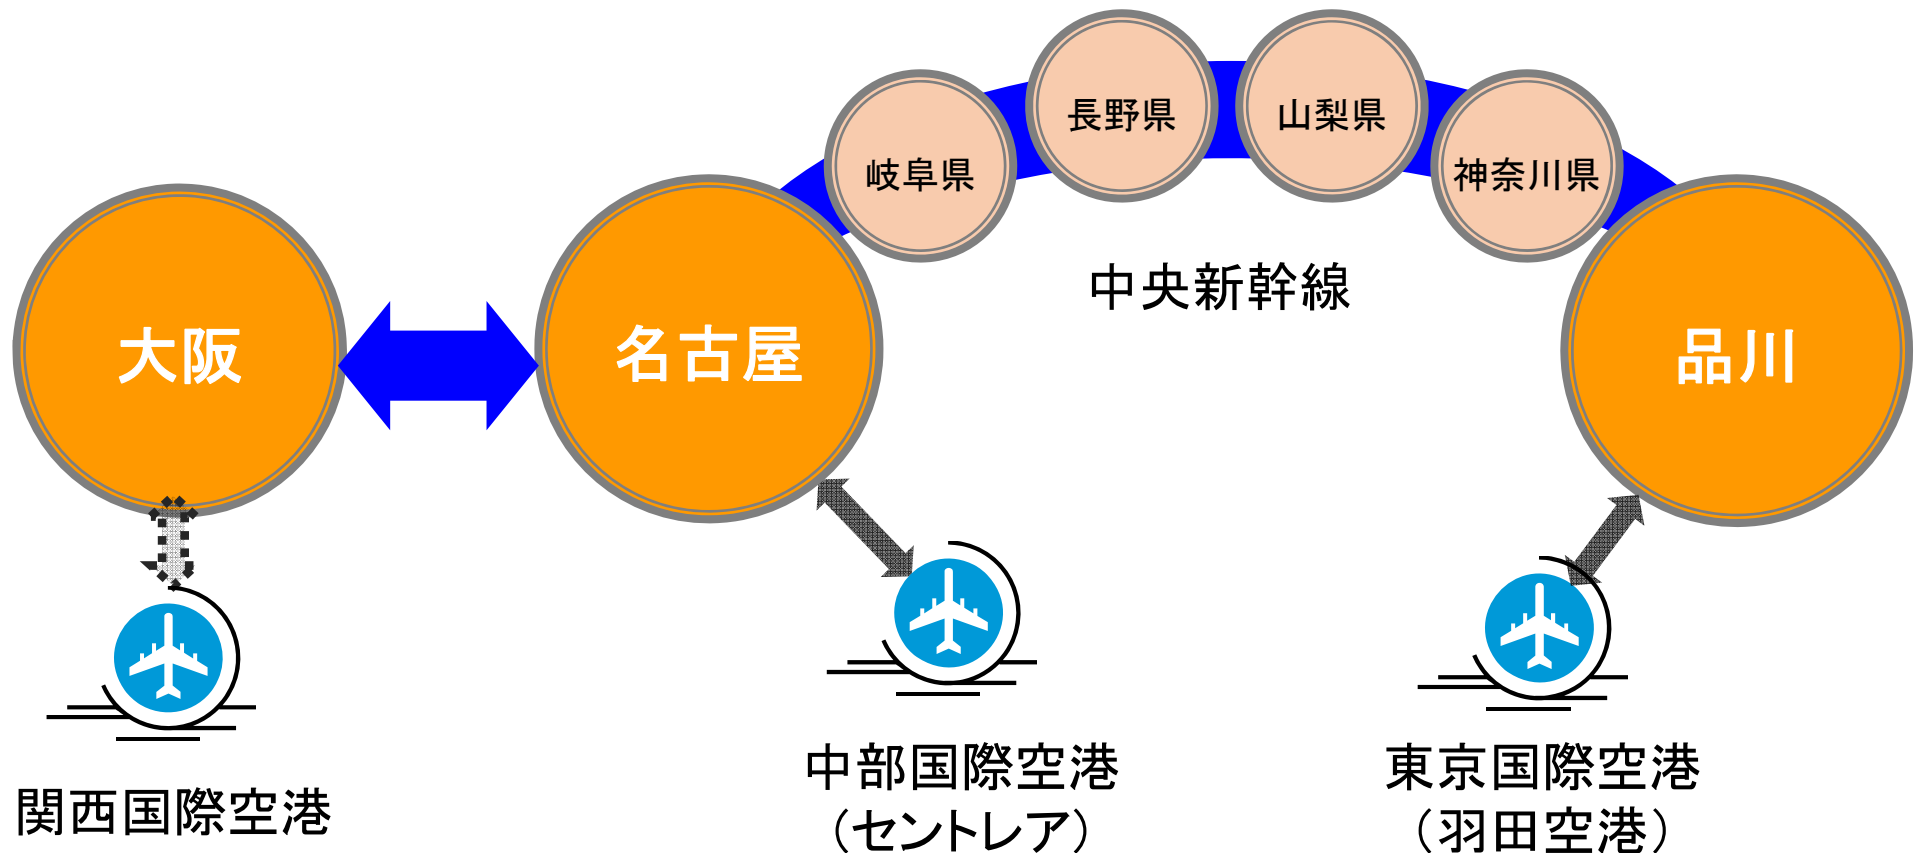 長野県
山梨県
岐阜県
神奈川県
中央新幹線
大阪
名古屋
品川
関西国際空港
中部国際空港
（セントレア）
東京国際空港
（羽田空港）